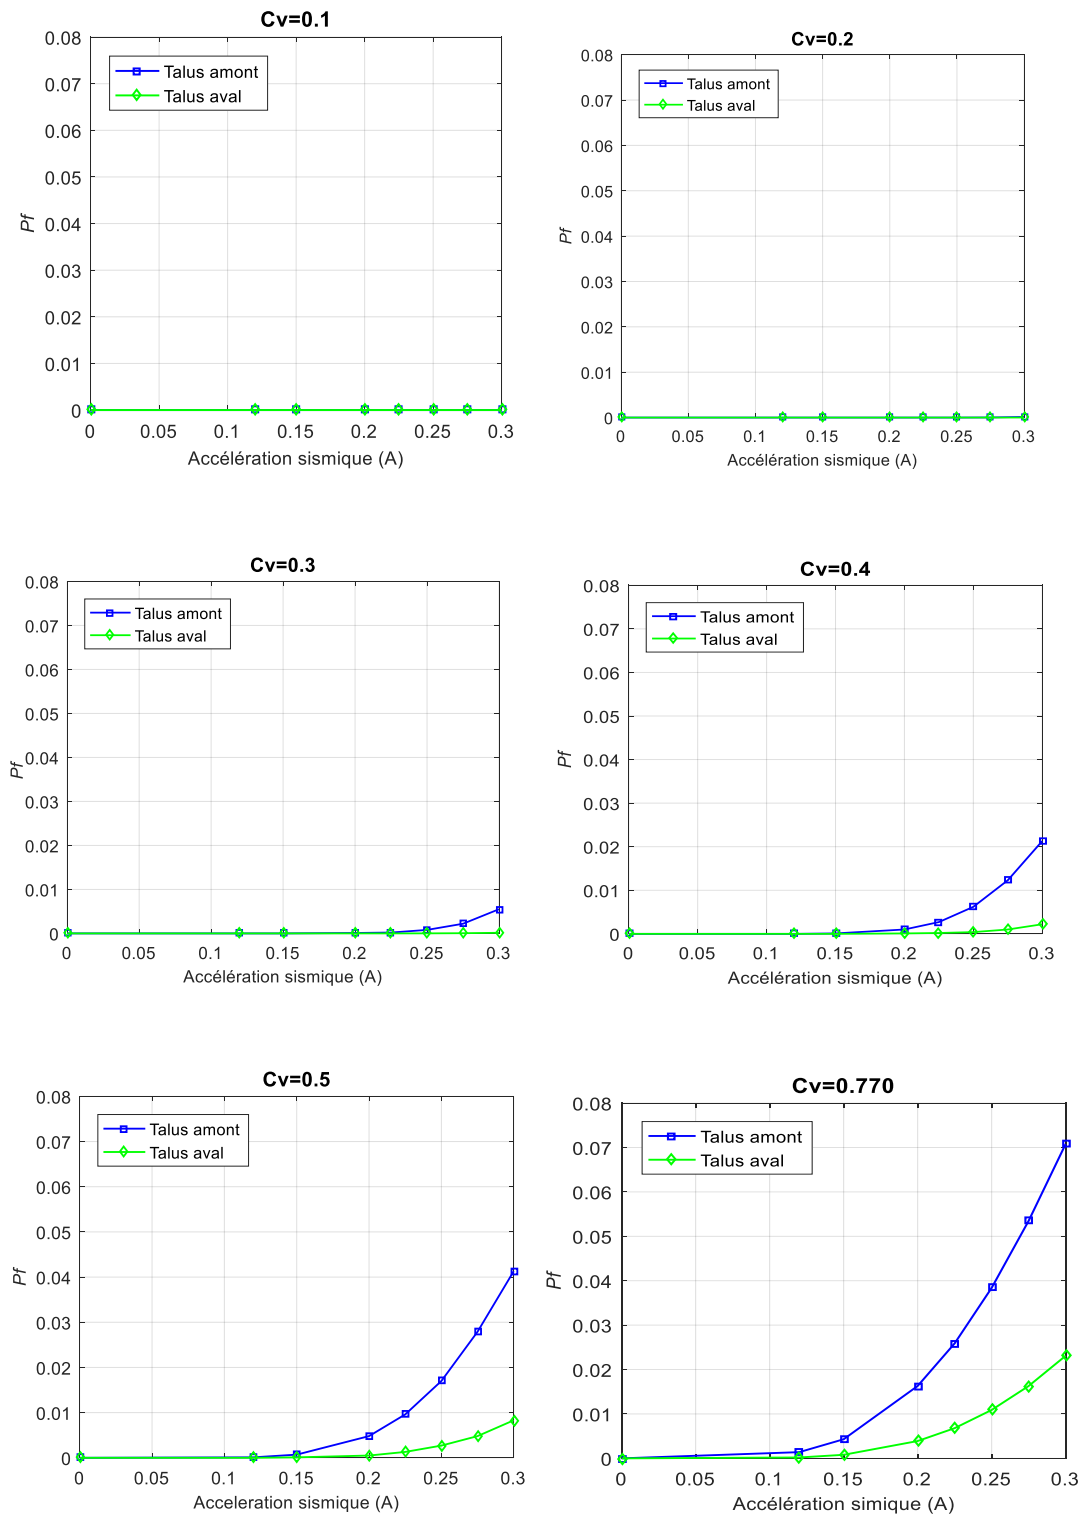 Cv=0.1
0.08
0.07
0.06
0.05
0.04
0.03
0.02
0.01
0
Pf
Talus amont
Talus aval
0 0.05 0.1 0.15 0.2 0.25 0.3
Accélération sismique (A)
Cv=0.2
0.08
0.07
0.06
0.05
0.04
0.03
0.02
0.01
0
Pf
Talus amont
Talus aval
0 0.05 0.1 0.15 0.2 0.25 0.3
Accélération sismique (A)
Cv=0.3
0.08
0.07
0.06
0.05
0.04
0.03
0.02
0.01
0
Pf
Talus amont
Talus aval
0 0.05 0.1 0.15 0.2 0.25 0.3
Accélération sismique (A)
Cv=0.4
0.08
0.07
0.06
0.05
0.04
0.03
0.02
0.01
0
Pf
Talus amont
Talus aval
0 0.05 0.1 0.15 0.2 0.25 0.3
Accélération sismique (A)
Cv=0.5
0.08
0.07
0.06
0.05
0.04
0.03
0.02
0.01
0
Pf
Talus amont
Talus aval
0 0.05 0.1 0.15 0.2 0.25 0.3
Acceleration sismique (A)
Cv=0.770
0.08
0.07
0.06
0.05
0.04
0.03
0.02
0.01
0
Pf
Talus amont
Talus aval
0 0.05 0.1 0.15 0.2 0.25 0.3
Accélération simique (A)